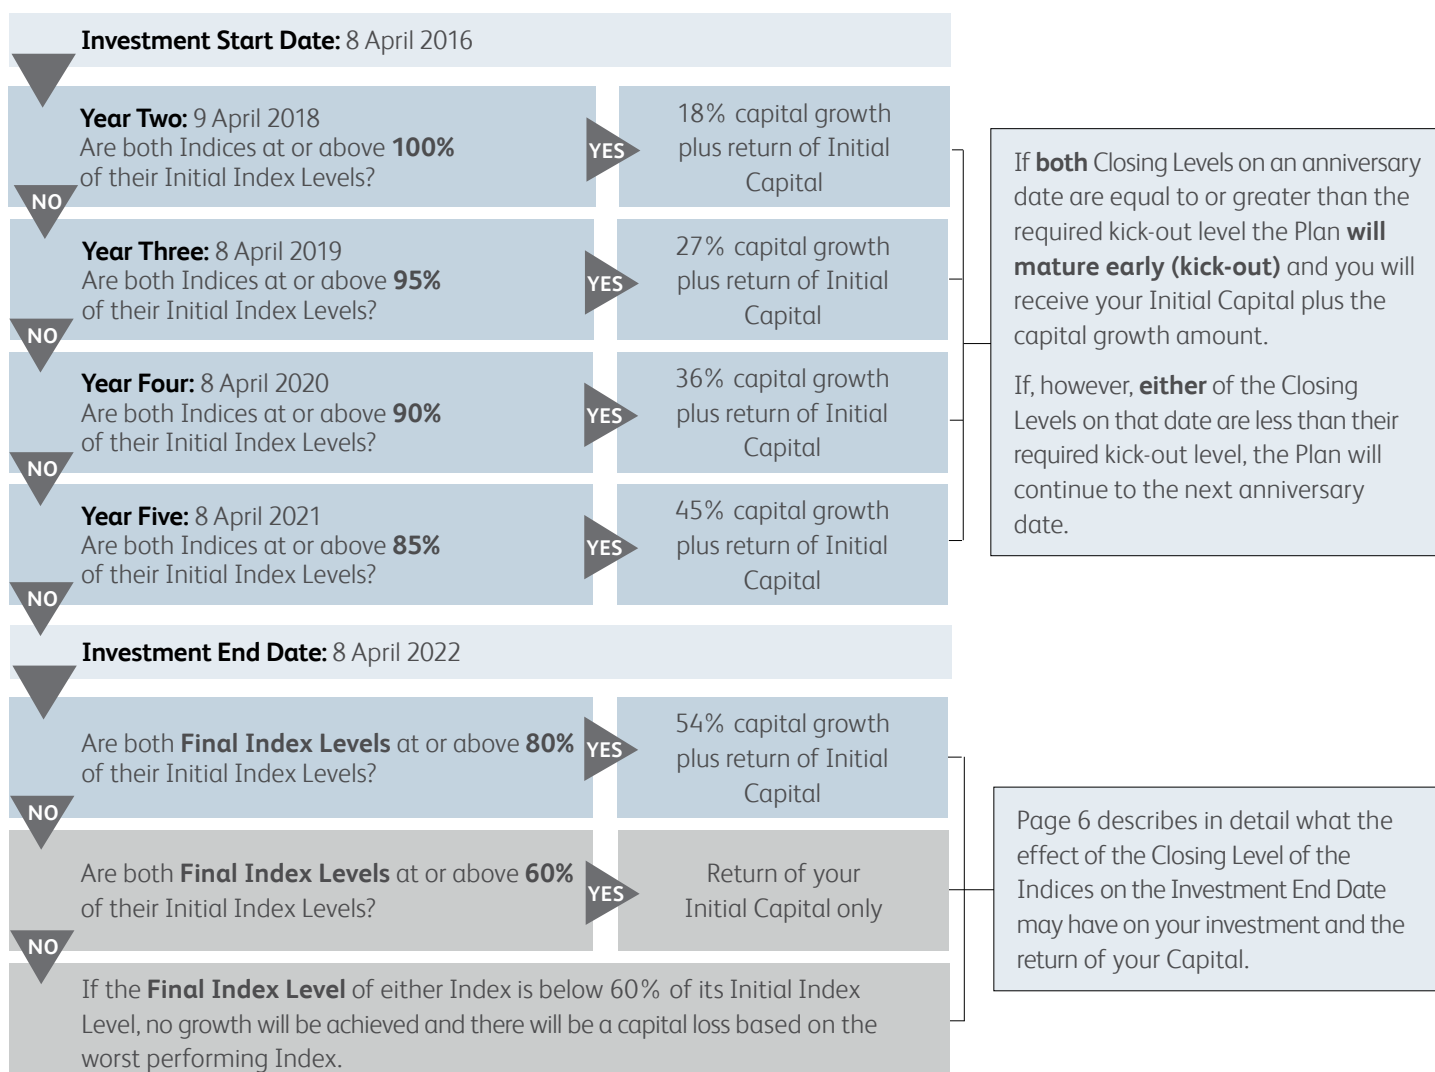 Investment Start Date: 8 April 2016
Year Two: 9 April 2018
Are both Indices at or above 100%
of their Initial Index Levels?
YES
18% capital growth
plus return of Initial
Capital
NO
Year Three: 8 April 2019
Are both Indices at or above 95%
of their Initial Index Levels?
YES
27% capital growth
plus return of Initial
Capital
NO
Year Four: 8 April 2020
Are both Indices at or above 90%
of their Initial Index Levels?
YES
36% capital growth
plus return of Initial
Capital
NO
Year Five: 8 April 2021
Are both Indices at or above 85%
of their Initial Index Levels?
YES
45% capital growth
plus return of Initial
Capital
NO
If both Closing Levels on an anniversary
date are equal to or greater than the
required kick-out level the Plan will
mature early (kick-out) and you will
receive your Initial Capital plus the
capital growth amount.
If, however, either of the Closing
Levels on that date are less than their
required kick-out level, the Plan will
continue to the next anniversary
date.
Investment End Date: 8 April 2022
Are both Final Index Levels at or above 80%
of their Initial Index Levels?
YES
54% capital growth
plus return of Initial
Capital
NO
Are both Final Index Levels at or above 60%
of their Initial Index Levels?
YES
Return of your
Initial Capital only
NO
If the Final Index Level of either Index is below 60% of its Initial Index
Level, no growth will be achieved and there will be a capital loss based on the
worst performing Index.
Page 6 describes in detail what the
effect of the Closing Level of the
Indices on the Investment End Date
may have on your investment and the
return of your Capital.